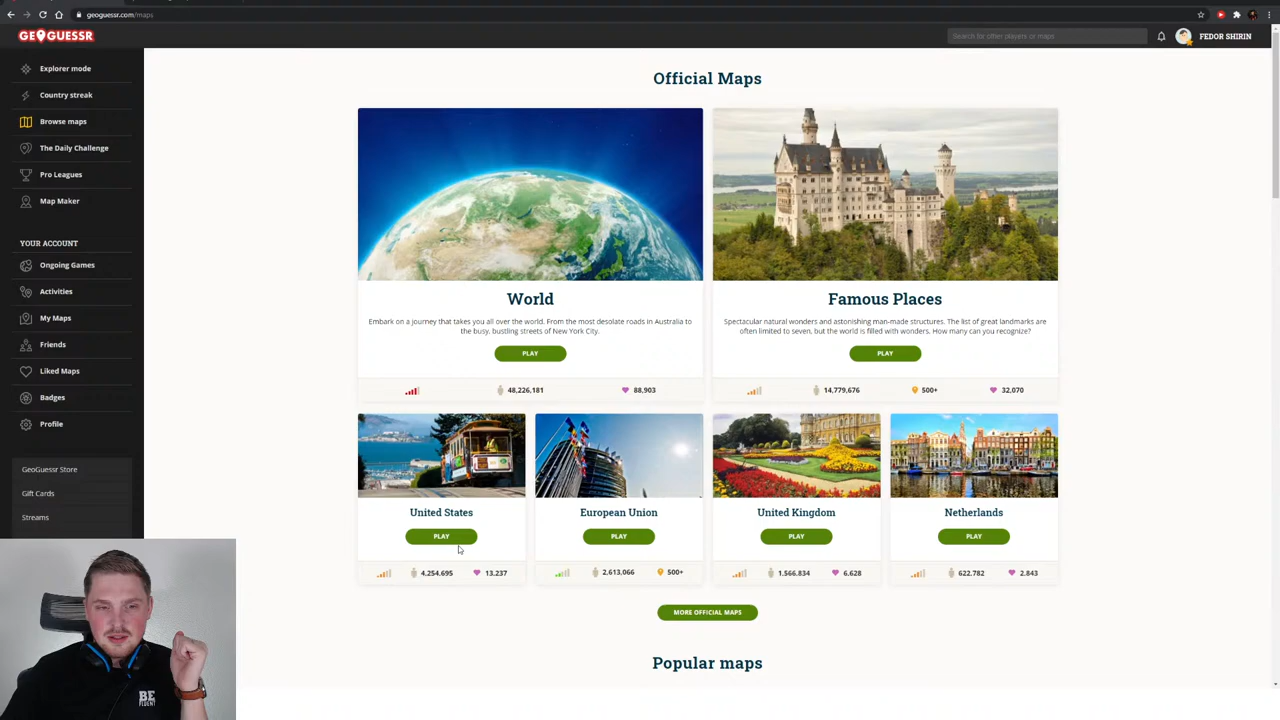 geoguessr.com/maps
GEOGUESSR
Search for other players or maps
FEDOR SHIRIN
Explorer mode
Country streak
Browse maps
The Daily Challenge
Pro Leagues
Map Maker
YOUR ACCOUNT
Ongoing Games
Activities
My Maps
Friends
Liked Maps
Badges
Profile
GeoGuessr Store
Gift Cards
Streams
Official Maps
World
Embark on a journey that takes you all over the world. From the most desolate roads in Australia to
the busy, bustling streets of New York City.
PLAY
48,226,181
88,903
Famous Places
Spectacular natural wonders and astonishing man-made structures. The list of great landmarks are
often limited to seven, but the world is filled with wonders. How many can you recognize?
PLAY
14,779,676
500+
32,070
United States
PLAY
4,254,695
13,237
European Union
PLAY
2,613,066
500+
United Kingdom
PLAY
1,566,834
6,628
Netherlands
PLAY
622,782
2,843
MORE OFFICIAL MAPS
Popular maps
BE
FLUENT